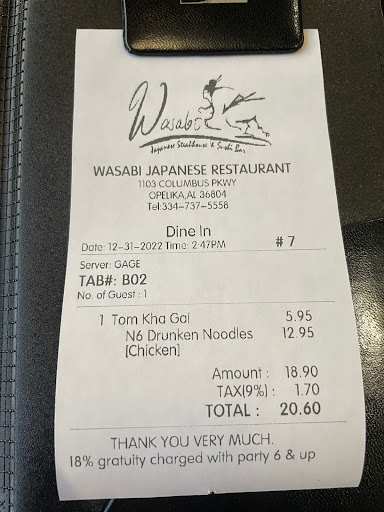 Wasabi
Japanese Steakhouse & Sushi Bar
WASABI JAPANESE RESTAURANT
1103 COLUMBUS PKWY
OPELIKA,AL 36804
Tel:334-737-5558
Dine In
Date: 12-31-2022 Time: 2:47PM # 7
Server: GAGE
TAB#: B02
No. of Guest : 1
1 Tom Kha Gai 5.95
N6 Drunken Noodles 12.95
[Chicken]
Amount : 18.90
TAX(9%) : 1.70
TOTAL : 20.60
THANK YOU VERY MUCH.
18% gratuity charged with party 6 & up